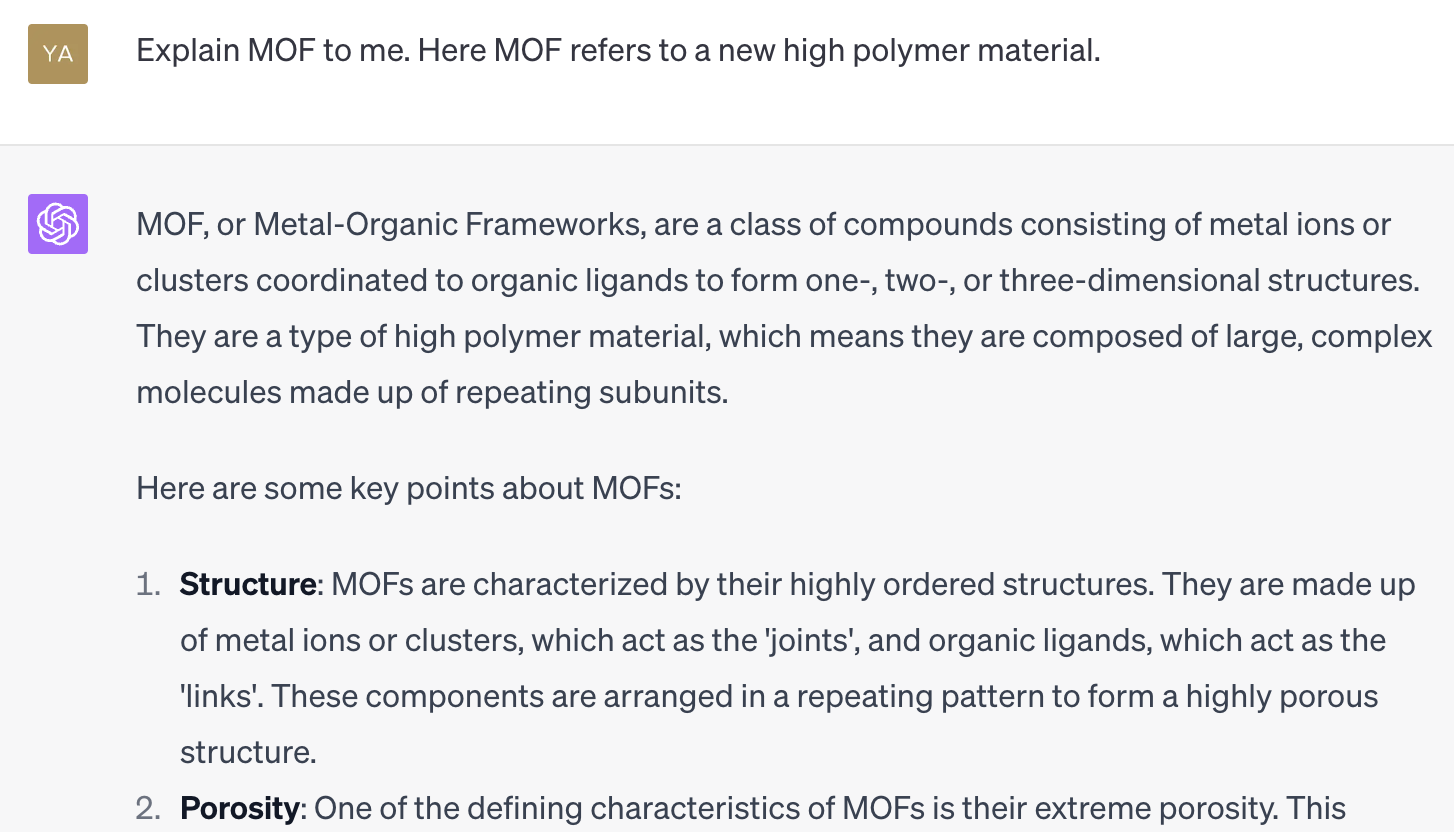 YA
Explain MOF to me. Here MOF refers to a new high polymer material.
MOF, or Metal-Organic Frameworks, are a class of compounds consisting of metal ions or
clusters coordinated to organic ligands to form one-, two-, or three-dimensional structures.
They are a type of high polymer material, which means they are composed of large, complex
molecules made up of repeating subunits.
Here are some key points about MOFs:
1. Structure: MOFs are characterized by their highly ordered structures. They are made up
of metal ions or clusters, which act as the 'joints', and organic ligands, which act as the
'links'. These components are arranged in a repeating pattern to form a highly porous
structure.
2. Porosity: One of the defining characteristics of MOFs is their extreme porosity. This